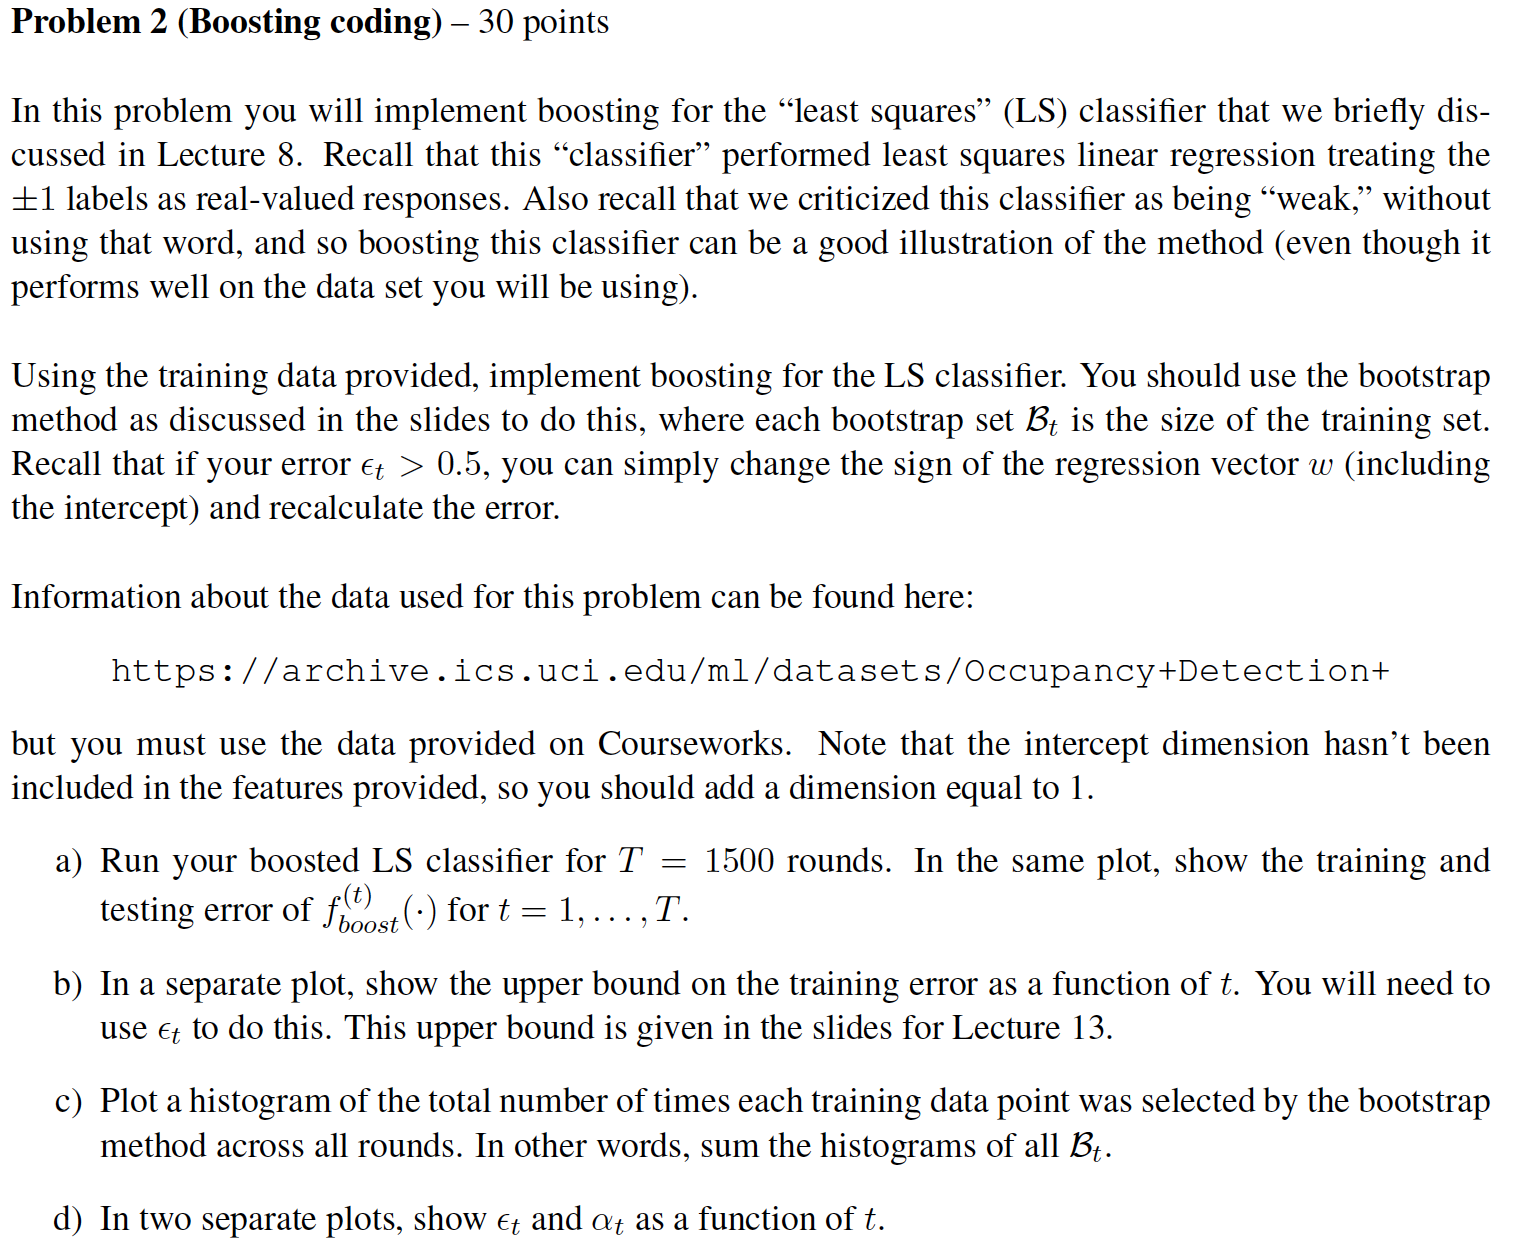 Problem 2 (Boosting coding) – 30 points
In this problem you will implement boosting for the “least squares” (LS) classifier that we briefly dis-
cussed in Lecture 8. Recall that this “classifier” performed least squares linear regression treating the
±1 labels as real-valued responses. Also recall that we criticized this classifier as being “weak,” without
using that word, and so boosting this classifier can be a good illustration of the method (even though it
performs well on the data set you will be using).
Using the training data provided, implement boosting for the LS classifier. You should use the bootstrap
method as discussed in the slides to do this, where each bootstrap set $\mathcal{B}_t$ is the size of the training set.
Recall that if your error $\epsilon_t > 0.5$, you can simply change the sign of the regression vector $w$ (including
the intercept) and recalculate the error.
Information about the data used for this problem can be found here:
https://archive.ics.uci.edu/ml/datasets/Occupancy+Detection+
but you must use the data provided on Courseworks. Note that the intercept dimension hasn’t been
included in the features provided, so you should add a dimension equal to 1.
a) Run your boosted LS classifier for $T = 1500$ rounds. In the same plot, show the training and
testing error of $f_{boost}^{(t)}(\cdot)$ for $t = 1, \ldots, T$.
b) In a separate plot, show the upper bound on the training error as a function of $t$. You will need to
use $\epsilon_t$ to do this. This upper bound is given in the slides for Lecture 13.
c) Plot a histogram of the total number of times each training data point was selected by the bootstrap
method across all rounds. In other words, sum the histograms of all $\mathcal{B}_t$.
d) In two separate plots, show $\epsilon_t$ and $\alpha_t$ as a function of $t$.